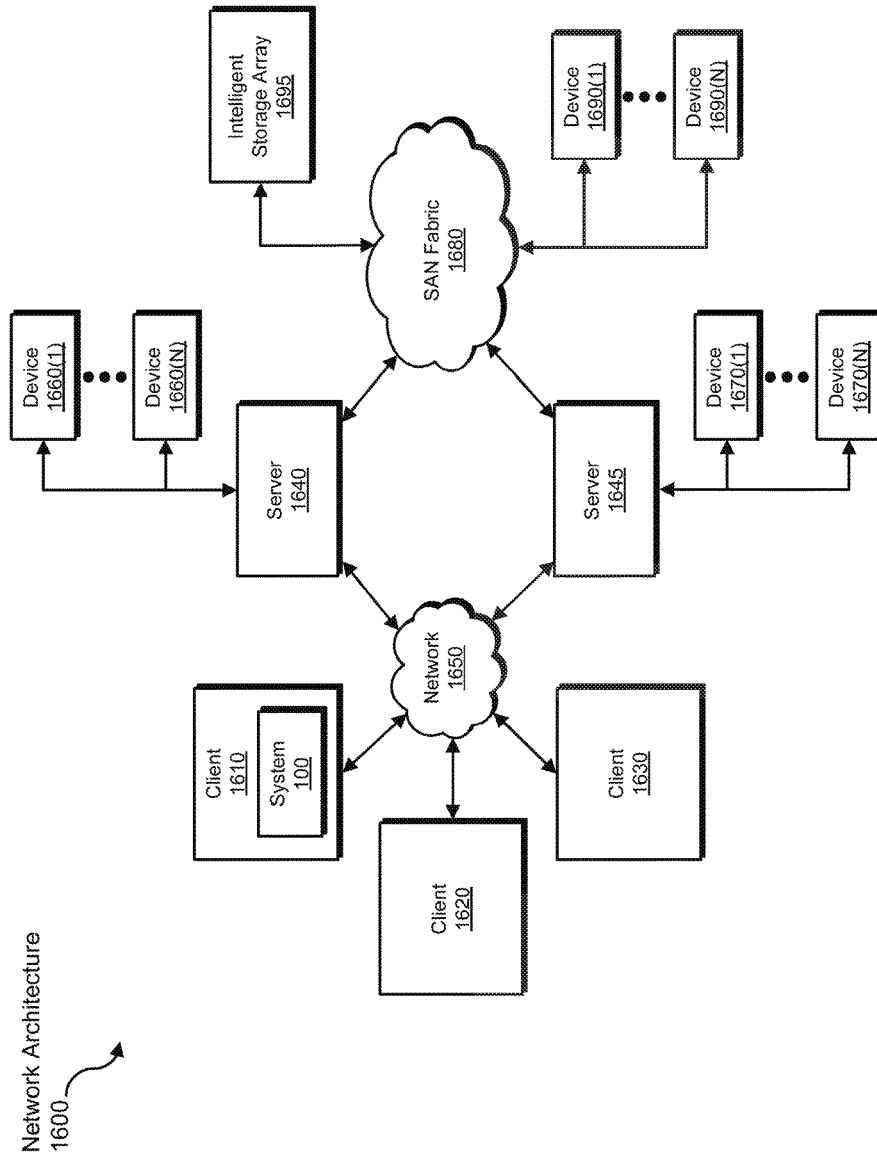 Network Architecture
1600
Client
1610
System
100
Client
1620
Client
1630
Network
1650
Server
1640
Server
1645
Device
1660(1)
Device
1660(N)
Device
1670(1)
Device
1670(N)
SAN Fabric
1680
Intelligent
Storage Array
1695
Device
1690(1)
Device
1690(N)